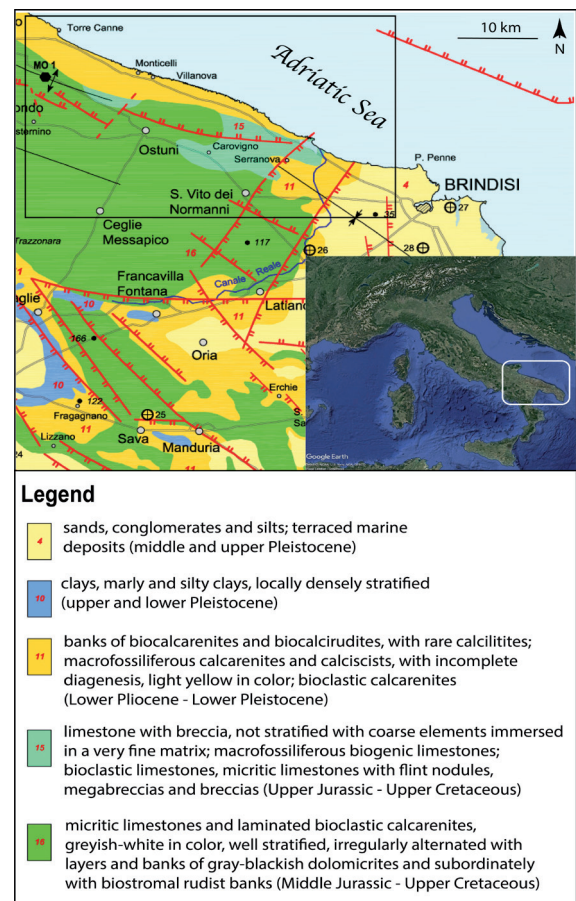 Torre Canne
10 km
N
MO 1
Monticelli
Villanova
Adriatic Sea
ondo
sternino
15
Ostuni
Carovigno
Serranova
P. Penne
4
BRINDISI
11
S. Vito dei
Normanni
35
27
Ceglie
Messapico
Trazzonara
16
117
26
28
Francavilla
Fontana
Canale Reale
1
10
glie
Latiano
11
166
Oria
10
122
Fragagnano
Erchie
25
S.
Sa
Lizzano
11
Sava
Manduria
24
11
Google Earth
Legend
4
sands, conglomerates and silts; terraced marine
deposits (middle and upper Pleistocene)
10
clays, marly and silty clays, locally densely stratified
(upper and lower Pleistocene)
11
banks of biocalcarenites and biocalcirudites, with rare calcilitites;
macrofossiliferous calcarenites and calciscists, with incomplete
diagenesis, light yellow in color; bioclastic calcarenites
(Lower Pliocene - Lower Pleistocene)
15
limestone with breccia, not stratified with coarse elements immersed
in a very fine matrix; macrofossiliferous biogenic limestones;
bioclastic limestones, micritic limestones with flint nodules,
megabreccias and breccias (Upper Jurassic - Upper Cretaceous)
16
micritic limestones and laminated bioclastic calcarenites,
greyish-white in color, well stratified, irregularly alternated with
layers and banks of gray-blackish dolomicrites and subordinately
with biostromal rudist banks (Middle Jurassic - Upper Cretaceous)